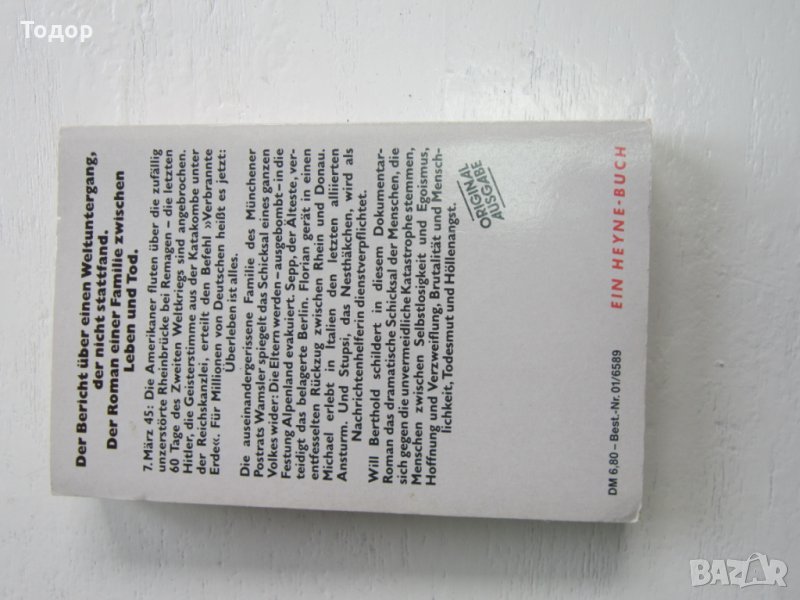 Тодор
Der Bericht über einen Weltuntergang,
der nicht stattfand.
Der Roman einer Familie zwischen
Leben und Tod.
7. März 45: Die Amerikaner fluten über die zufällig
unzerstörte Rheinbrücke bei Remagen – die letzten
60 Tage des Zweiten Weltkriegs sind angebrochen.
Hitler, die Geisterstimme aus der Katakombe unter
der Reichskanzlei, erteilt den Befehl »Verbrannte
Erde«. Für Millionen von Deutschen heißt es jetzt:
Überleben ist alles.
Die auseinandergerissene Familie des Münchener
Postrats Wamsler spiegelt das Schicksal eines ganzen
Volkes wider: Die Eltern werden – ausgebombt – in die
Festung Alpenland evakuiert. Sepp, der Älteste, ver-
teidigt das belagerte Berlin. Florian gerät in einen
entfesselten Rückzug zwischen Rhein und Donau.
Michael erlebt in Italien den letzten alliierten
Ansturm. Und Stupsi, das Nesthäkchen, wird als
Nachrichtenhelferin dienstverpflichtet.
Will Berthold schildert in diesem Dokumentar-
Roman das dramatische Schicksal der Menschen, die
sich gegen die unvermeidliche Katastrophe stemmen,
Menschen zwischen Selbstlosigkeit und Egoismus,
Hoffnung und Verzweiflung, Brutalität und Mensch-
lichkeit, Todesmut und Höllenangst.
ORIGINAL
AUSGABE
DM 6,80 – Best.-Nr. 01/6589
EIN HEYNE-BUCH
BAZAR